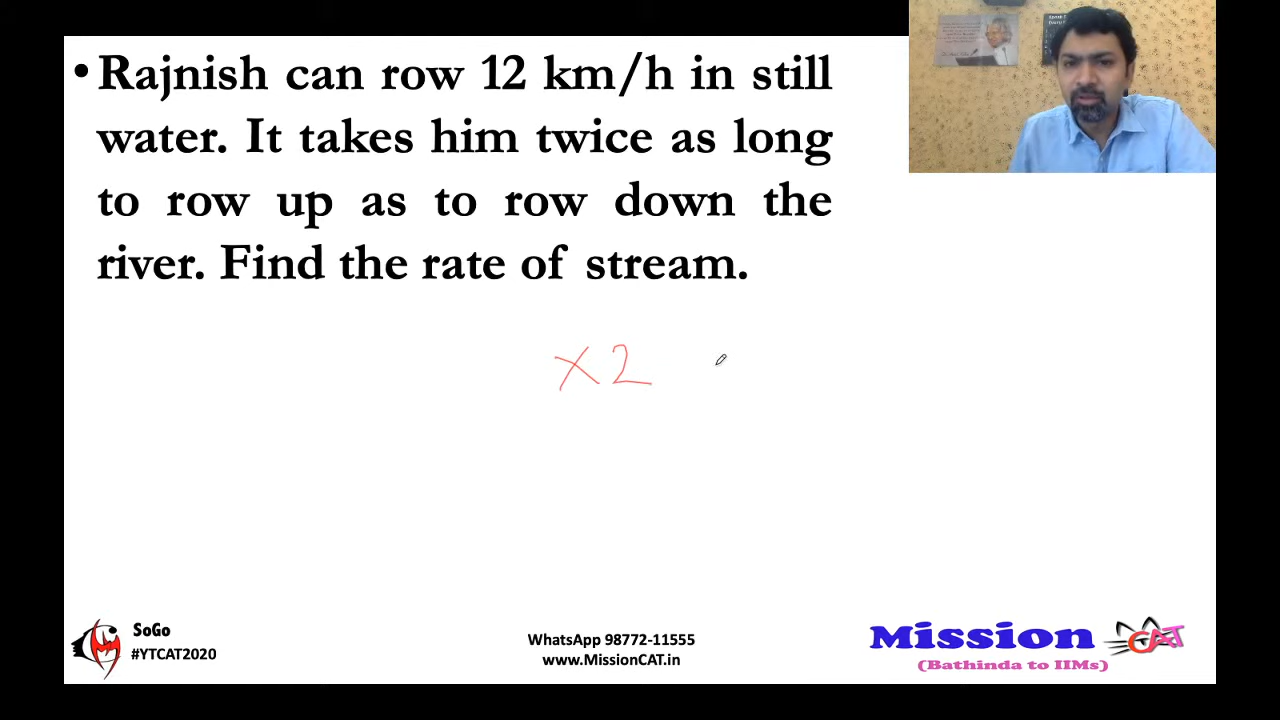 • Rajnish can row 12 km/h in still
water. It takes him twice as long
to row up as to row down the
river. Find the rate of stream.
×2
SoGo
#YTCAT2020
WhatsApp 98772-11555
www.MissionCAT.in
Mission
CAT
(Bathinda to IIMs)